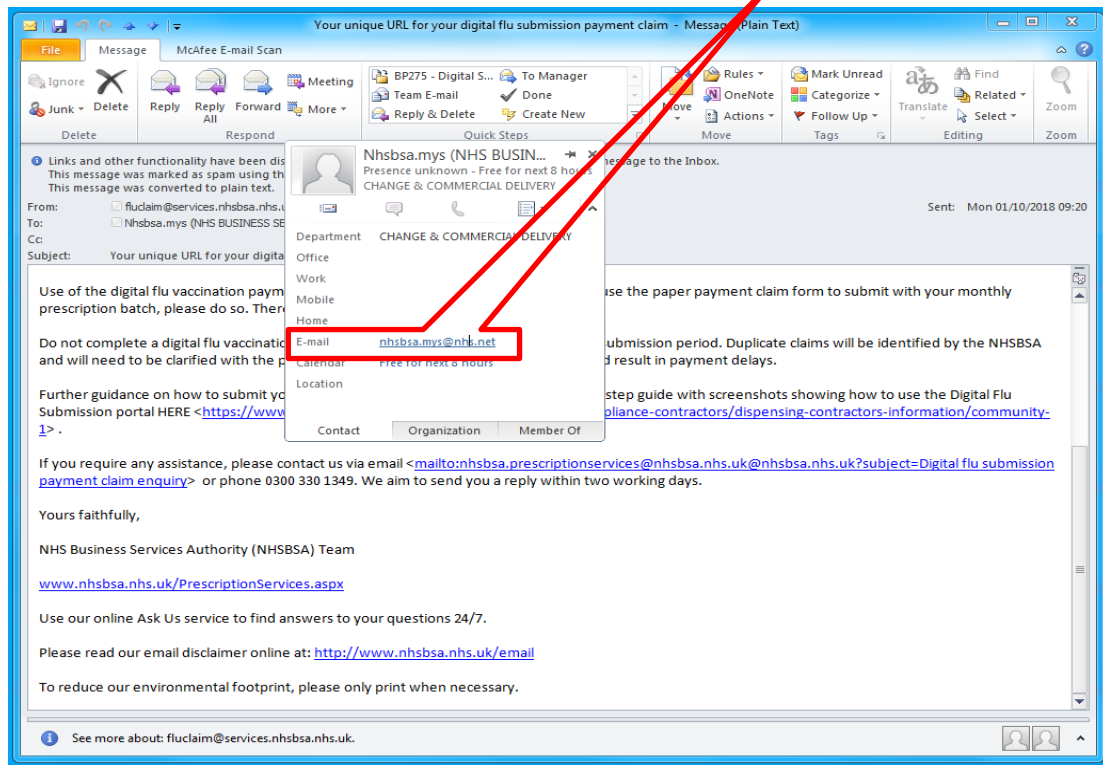 Your unique URL for your digital flu submission payment claim - Message (Plain Text)
File Message McAfee E-mail Scan
Ignore
Junk
Delete
Reply
Reply All
Forward
Meeting
More
BP275 - Digital S...
Team E-mail
Reply & Delete
To Manager
Done
Create New
Move
Rules
OneNote
Actions
Mark Unread
Categorize
Follow Up
Translate
Find
Related
Select
Zoom
Delete Respond Quick Steps Move Tags Editing Zoom
Links and other functionality have been dis
This message was marked as spam using th
This message was converted to plain text.
message to the Inbox.
From: fluclaim@services.nhsbsa.nhs.u
Sent: Mon 01/10/2018 09:20
To: Nhsbsa.mys (NHS BUSINESS SE
Cc:
Subject: Your unique URL for your digita
Nhsbsa.mys (NHS BUSIN...
Presence unknown - Free for next 8 hours
CHANGE & COMMERCIAL DELIVERY
Department CHANGE & COMMERCIAL DELIVERY
Office
Work
Mobile
Home
E-mail nhsbsa.mys@nhs.net
Calendar Free for next 8 hours
Location
Contact Organization Member Of
Use of the digital flu vaccination paym use the paper payment claim form to submit with your monthly
prescription batch, please do so. Ther
Do not complete a digital flu vaccinatio ubmission period. Duplicate claims will be identified by the NHSBSA
and will need to be clarified with the p d result in payment delays.
Further guidance on how to submit yo step guide with screenshots showing how to use the Digital Flu
Submission portal HERE <https://www pliance-contractors/dispensing-contractors-information/community-
1> .
If you require any assistance, please contact us via email <mailto:nhsbsa.prescriptionservices@nhsbsa.nhs.uk@nhsbsa.nhs.uk?subject=Digital flu submission
payment claim enquiry> or phone 0300 330 1349. We aim to send you a reply within two working days.
Yours faithfully,
NHS Business Services Authority (NHSBSA) Team
www.nhsbsa.nhs.uk/PrescriptionServices.aspx
Use our online Ask Us service to find answers to your questions 24/7.
Please read our email disclaimer online at: http://www.nhsbsa.nhs.uk/email
To reduce our environmental footprint, please only print when necessary.
See more about: fluclaim@services.nhsbsa.nhs.uk.